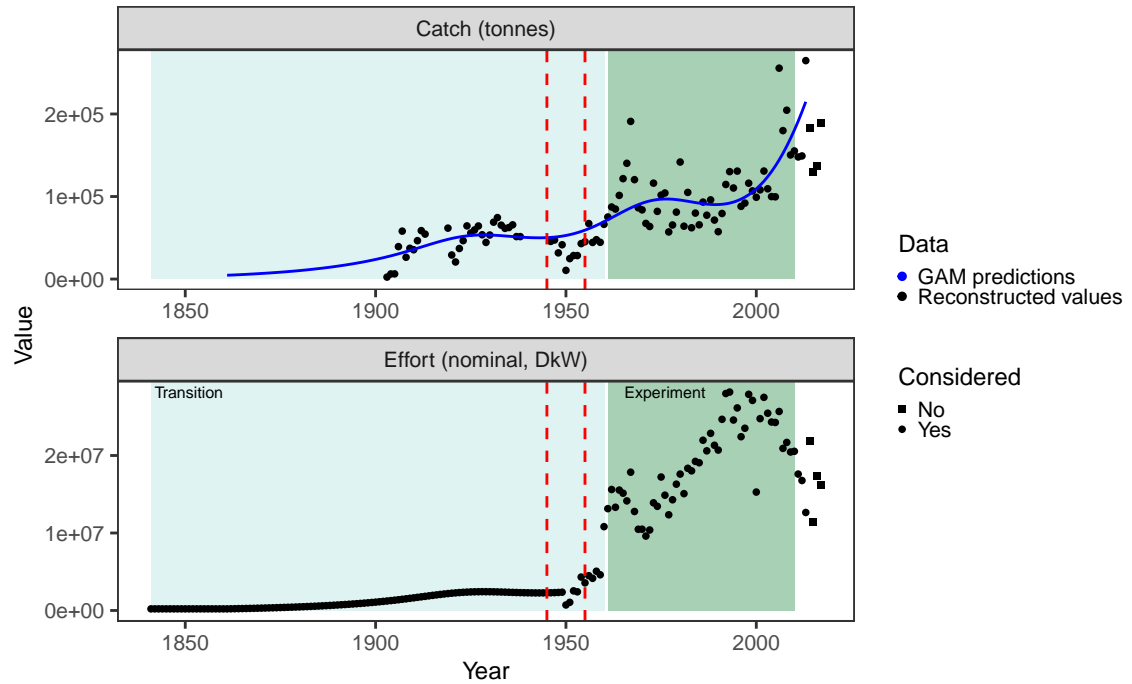 Catch (tonnes)
2e+05
1e+05
0e+00
1850 1900 1950 2000
Value
Effort (nominal, DkW)
Transition Experiment
2e+07
1e+07
0e+00
1850 1900 1950 2000
Year
Data
GAM predictions
Reconstructed values
Considered
No
Yes